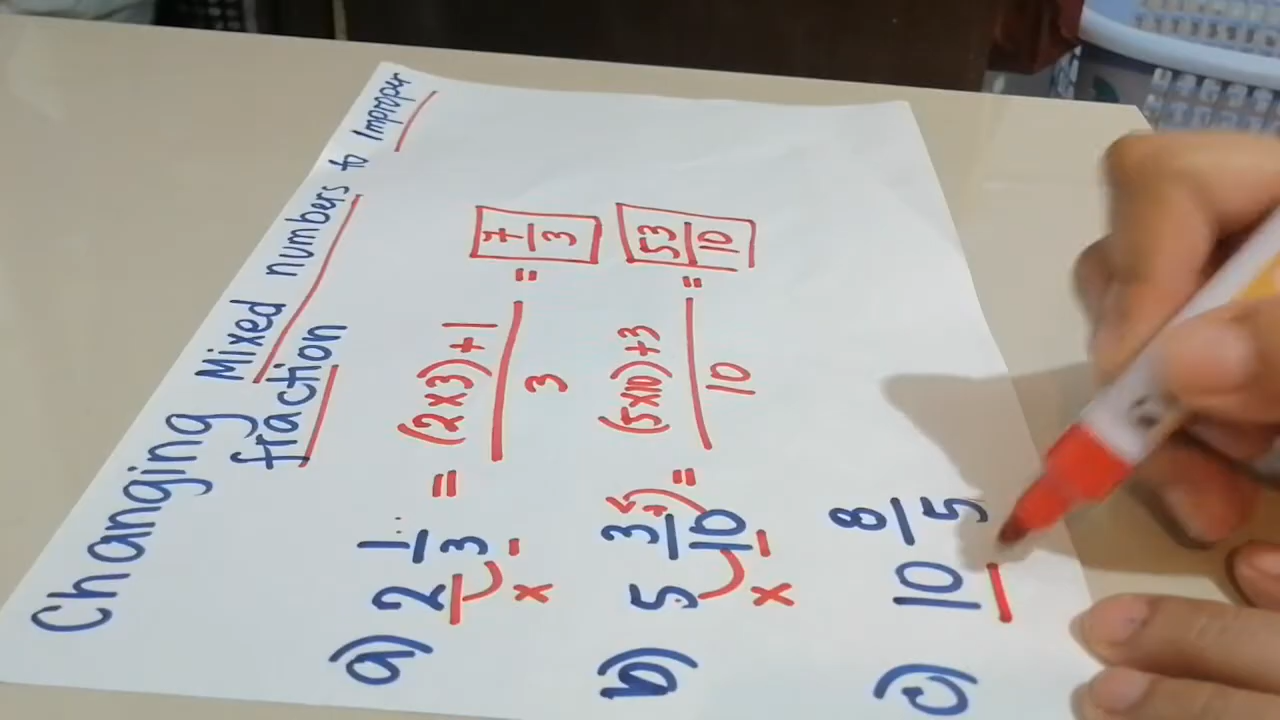 Changing Mixed numbers to Improper
fraction
a) 2 1/3 = (2x3)+1/3 = 7/3
x
b) 5 3/10 = (5x10)+3/10 = 53/10
x +
c) 10 8/5